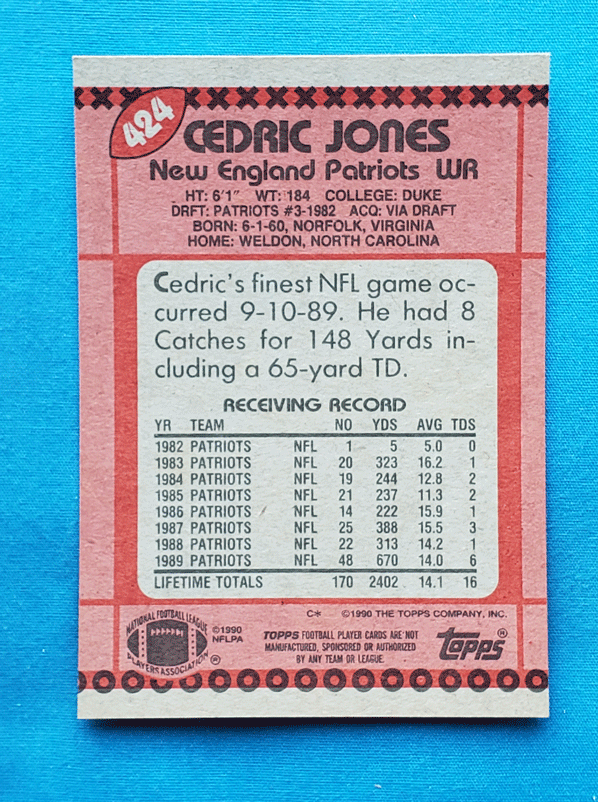 424
CEDRIC JONES
New England Patriots WR
HT: 6'1" WT: 184 COLLEGE: DUKE
DRFT: PATRIOTS #3-1982 ACQ: VIA DRAFT
BORN: 6-1-60, NORFOLK, VIRGINIA
HOME: WELDON, NORTH CAROLINA
Cedric's finest NFL game oc-
curred 9-10-89. He had 8
Catches for 148 Yards in-
cluding a 65-yard TD.
RECEIVING RECORD
YR TEAM NO YDS AVG TDS
1982 PATRIOTS NFL 1 5 5.0 0
1983 PATRIOTS NFL 20 323 16.2 1
1984 PATRIOTS NFL 19 244 12.8 2
1985 PATRIOTS NFL 21 237 11.3 2
1986 PATRIOTS NFL 14 222 15.9 1
1987 PATRIOTS NFL 25 388 15.5 3
1988 PATRIOTS NFL 22 313 14.2 1
1989 PATRIOTS NFL 48 670 14.0 6
LIFETIME TOTALS 170 2402 14.1 16
C* ©1990 THE TOPPS COMPANY, INC.
NATIONAL FOOTBALL LEAGUE
PLAYERS ASSOCIATION ®
©1990
NFLPA
TOPPS FOOTBALL PLAYER CARDS ARE NOT
MANUFACTURED, SPONSORED OR AUTHORIZED
BY ANY TEAM OR LEAGUE.
Topps®